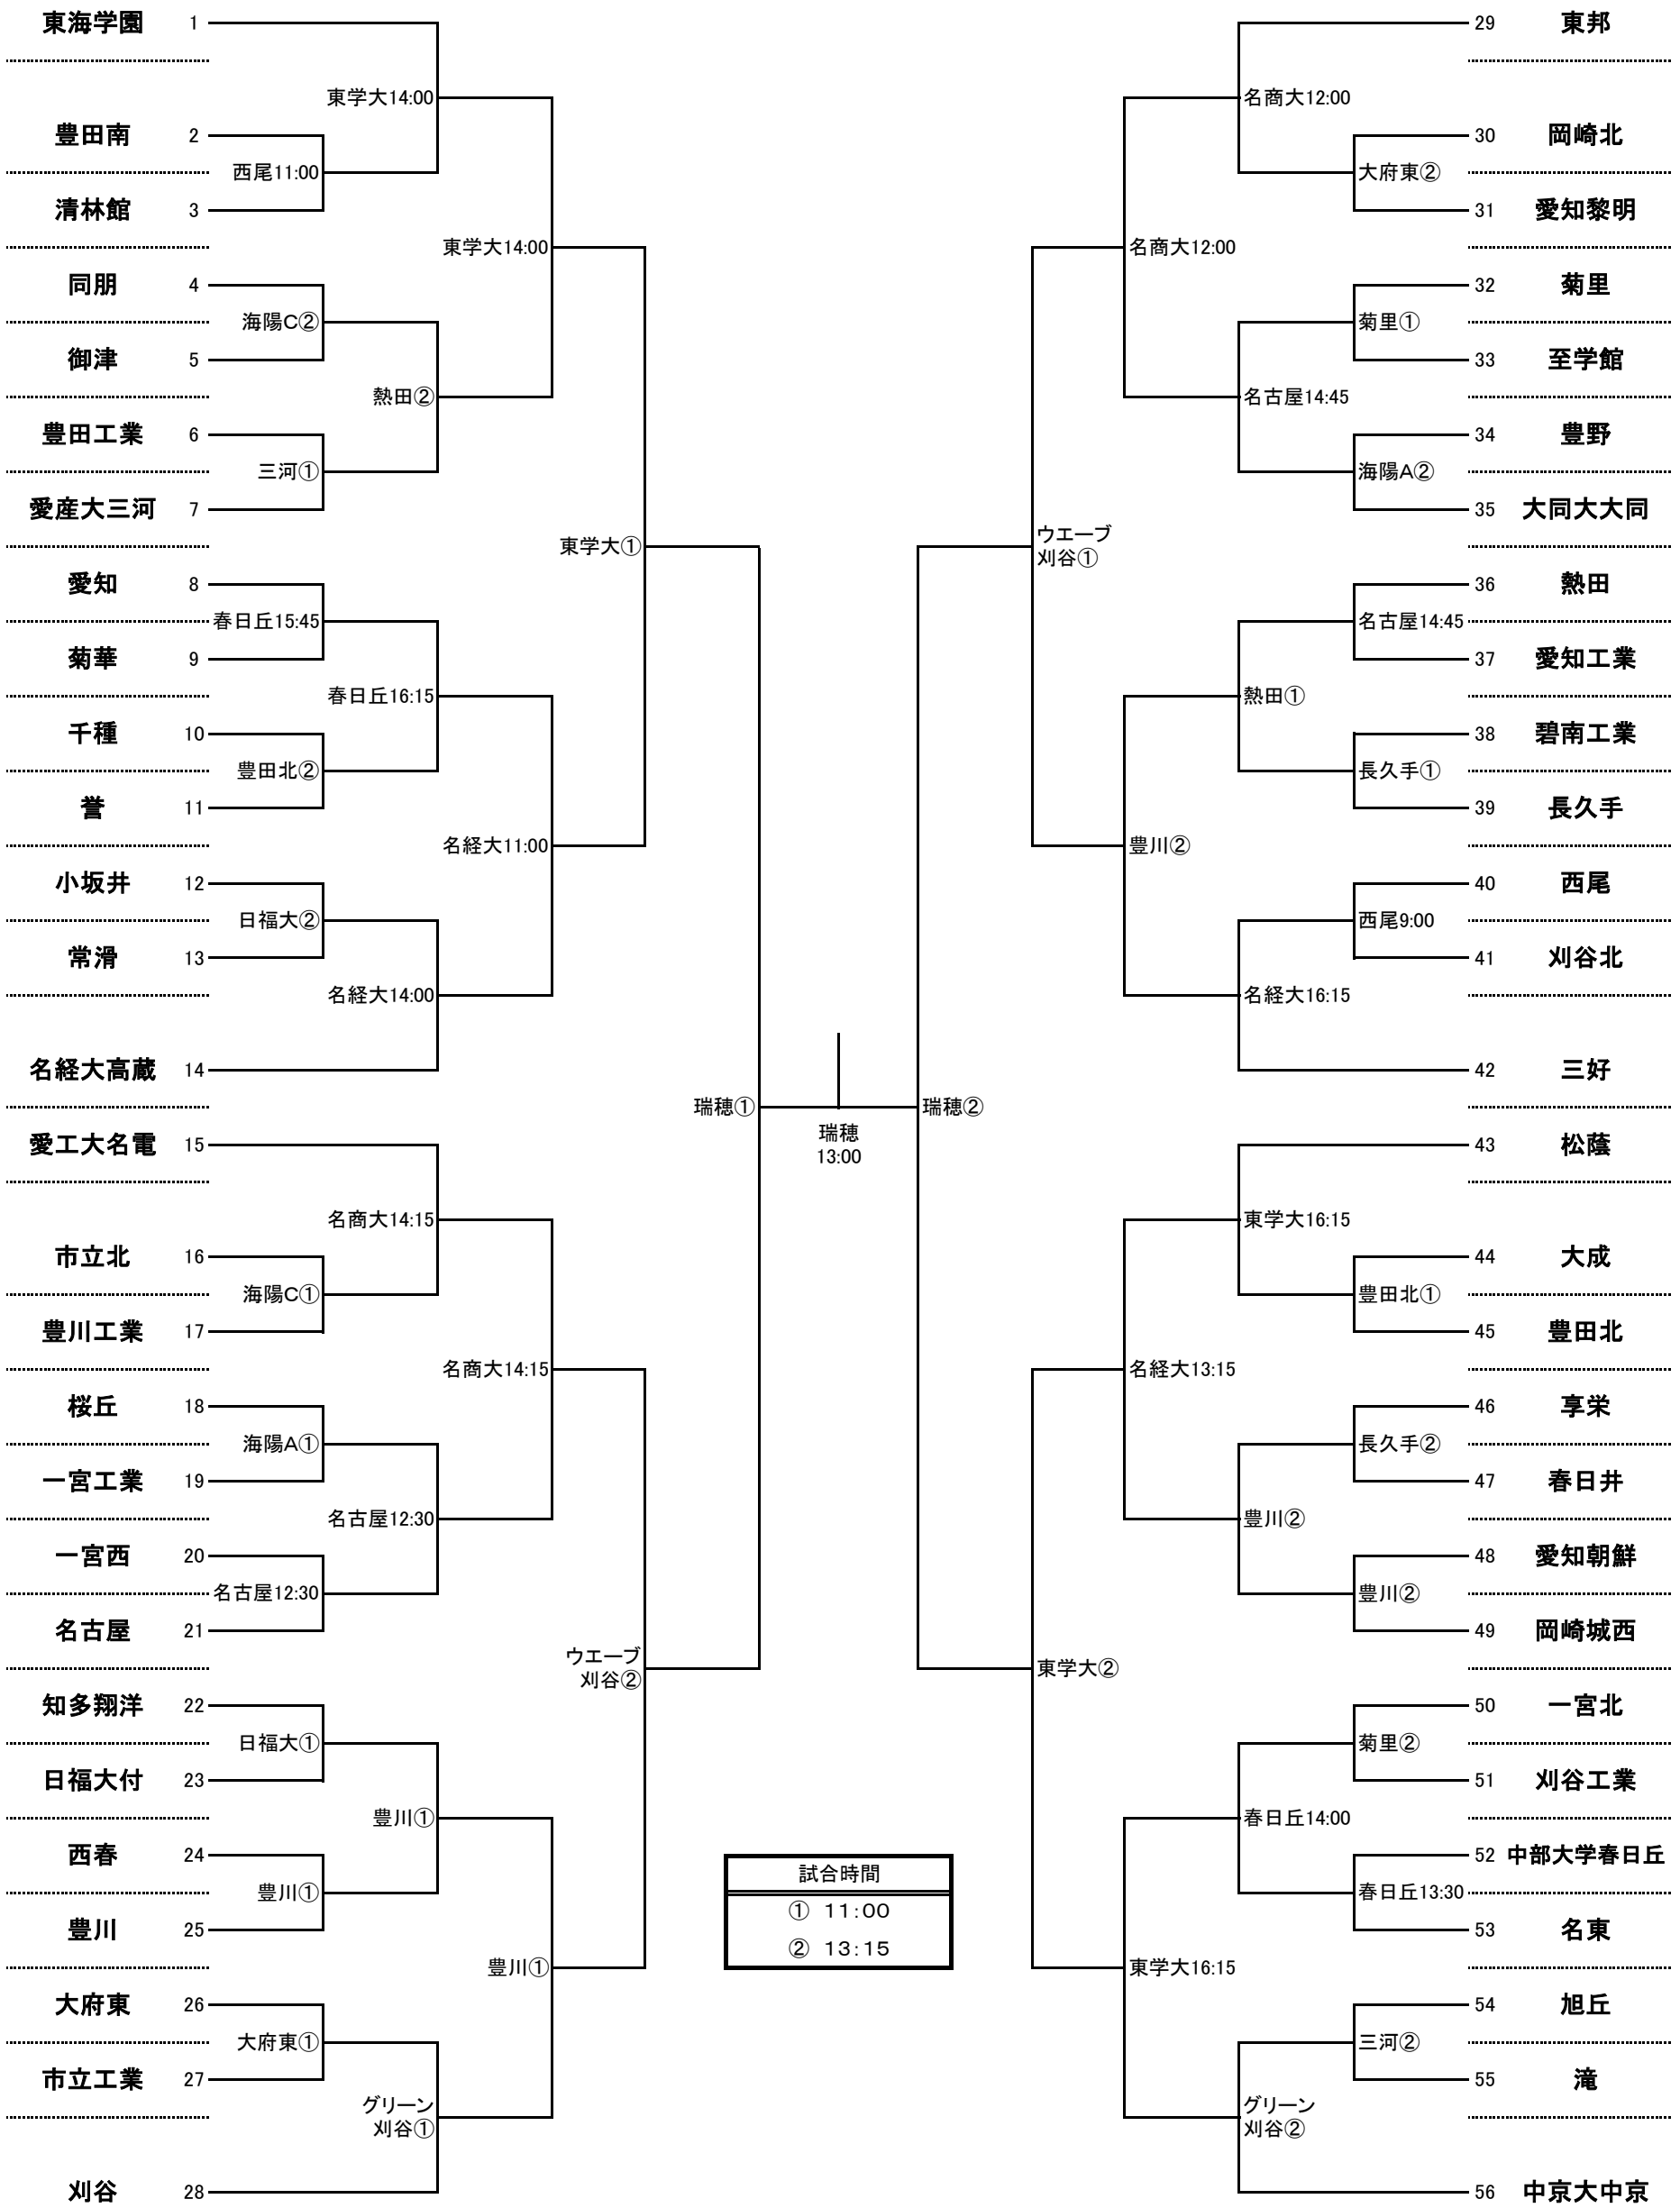 東海学園 1
東学大14:00
豊田南 2
西尾11:00
清林館 3
東学大14:00
同朋 4
海陽C②
御津 5
熱田②
豊田工業 6
三河①
愛産大三河 7
東学大①
愛知 8
春日丘15:45
菊華 9
春日丘16:15
千種 10
豊田北②
誉 11
名経大11:00
小坂井 12
日福大②
常滑 13
名経大14:00
名経大高蔵 14
瑞穂①
愛工大名電 15
名商大14:15
市立北 16
海陽C①
豊川工業 17
名商大14:15
桜丘 18
海陽A①
一宮工業 19
名古屋12:30
一宮西 20
名古屋12:30
名古屋 21
ウエーブ
刈谷②
知多翔洋 22
日福大①
日福大付 23
豊川①
西春 24
豊川①
豊川 25
豊川①
大府東 26
大府東①
市立工業 27
グリーン
刈谷①
刈谷 28
瑞穂
13:00
試合時間
① 11:00
② 13:15
29 東邦
名商大12:00
30 岡崎北
大府東②
31 愛知黎明
名商大12:00
32 菊里
菊里①
33 至学館
名古屋14:45
34 豊野
海陽A②
35 大同大大同
ウエーブ
刈谷①
36 熱田
名古屋14:45
37 愛知工業
熱田①
38 碧南工業
長久手①
39 長久手
豊川②
40 西尾
西尾9:00
41 刈谷北
名経大16:15
42 三好
瑞穂②
43 松蔭
東学大16:15
44 大成
豊田北①
45 豊田北
名経大13:15
46 享栄
長久手②
47 春日井
豊川②
48 愛知朝鮮
豊川②
49 岡崎城西
東学大②
50 一宮北
菊里②
51 刈谷工業
春日丘14:00
52 中部大学春日丘
春日丘13:30
53 名東
東学大16:15
54 旭丘
三河②
55 滝
グリーン
刈谷②
56 中京大中京